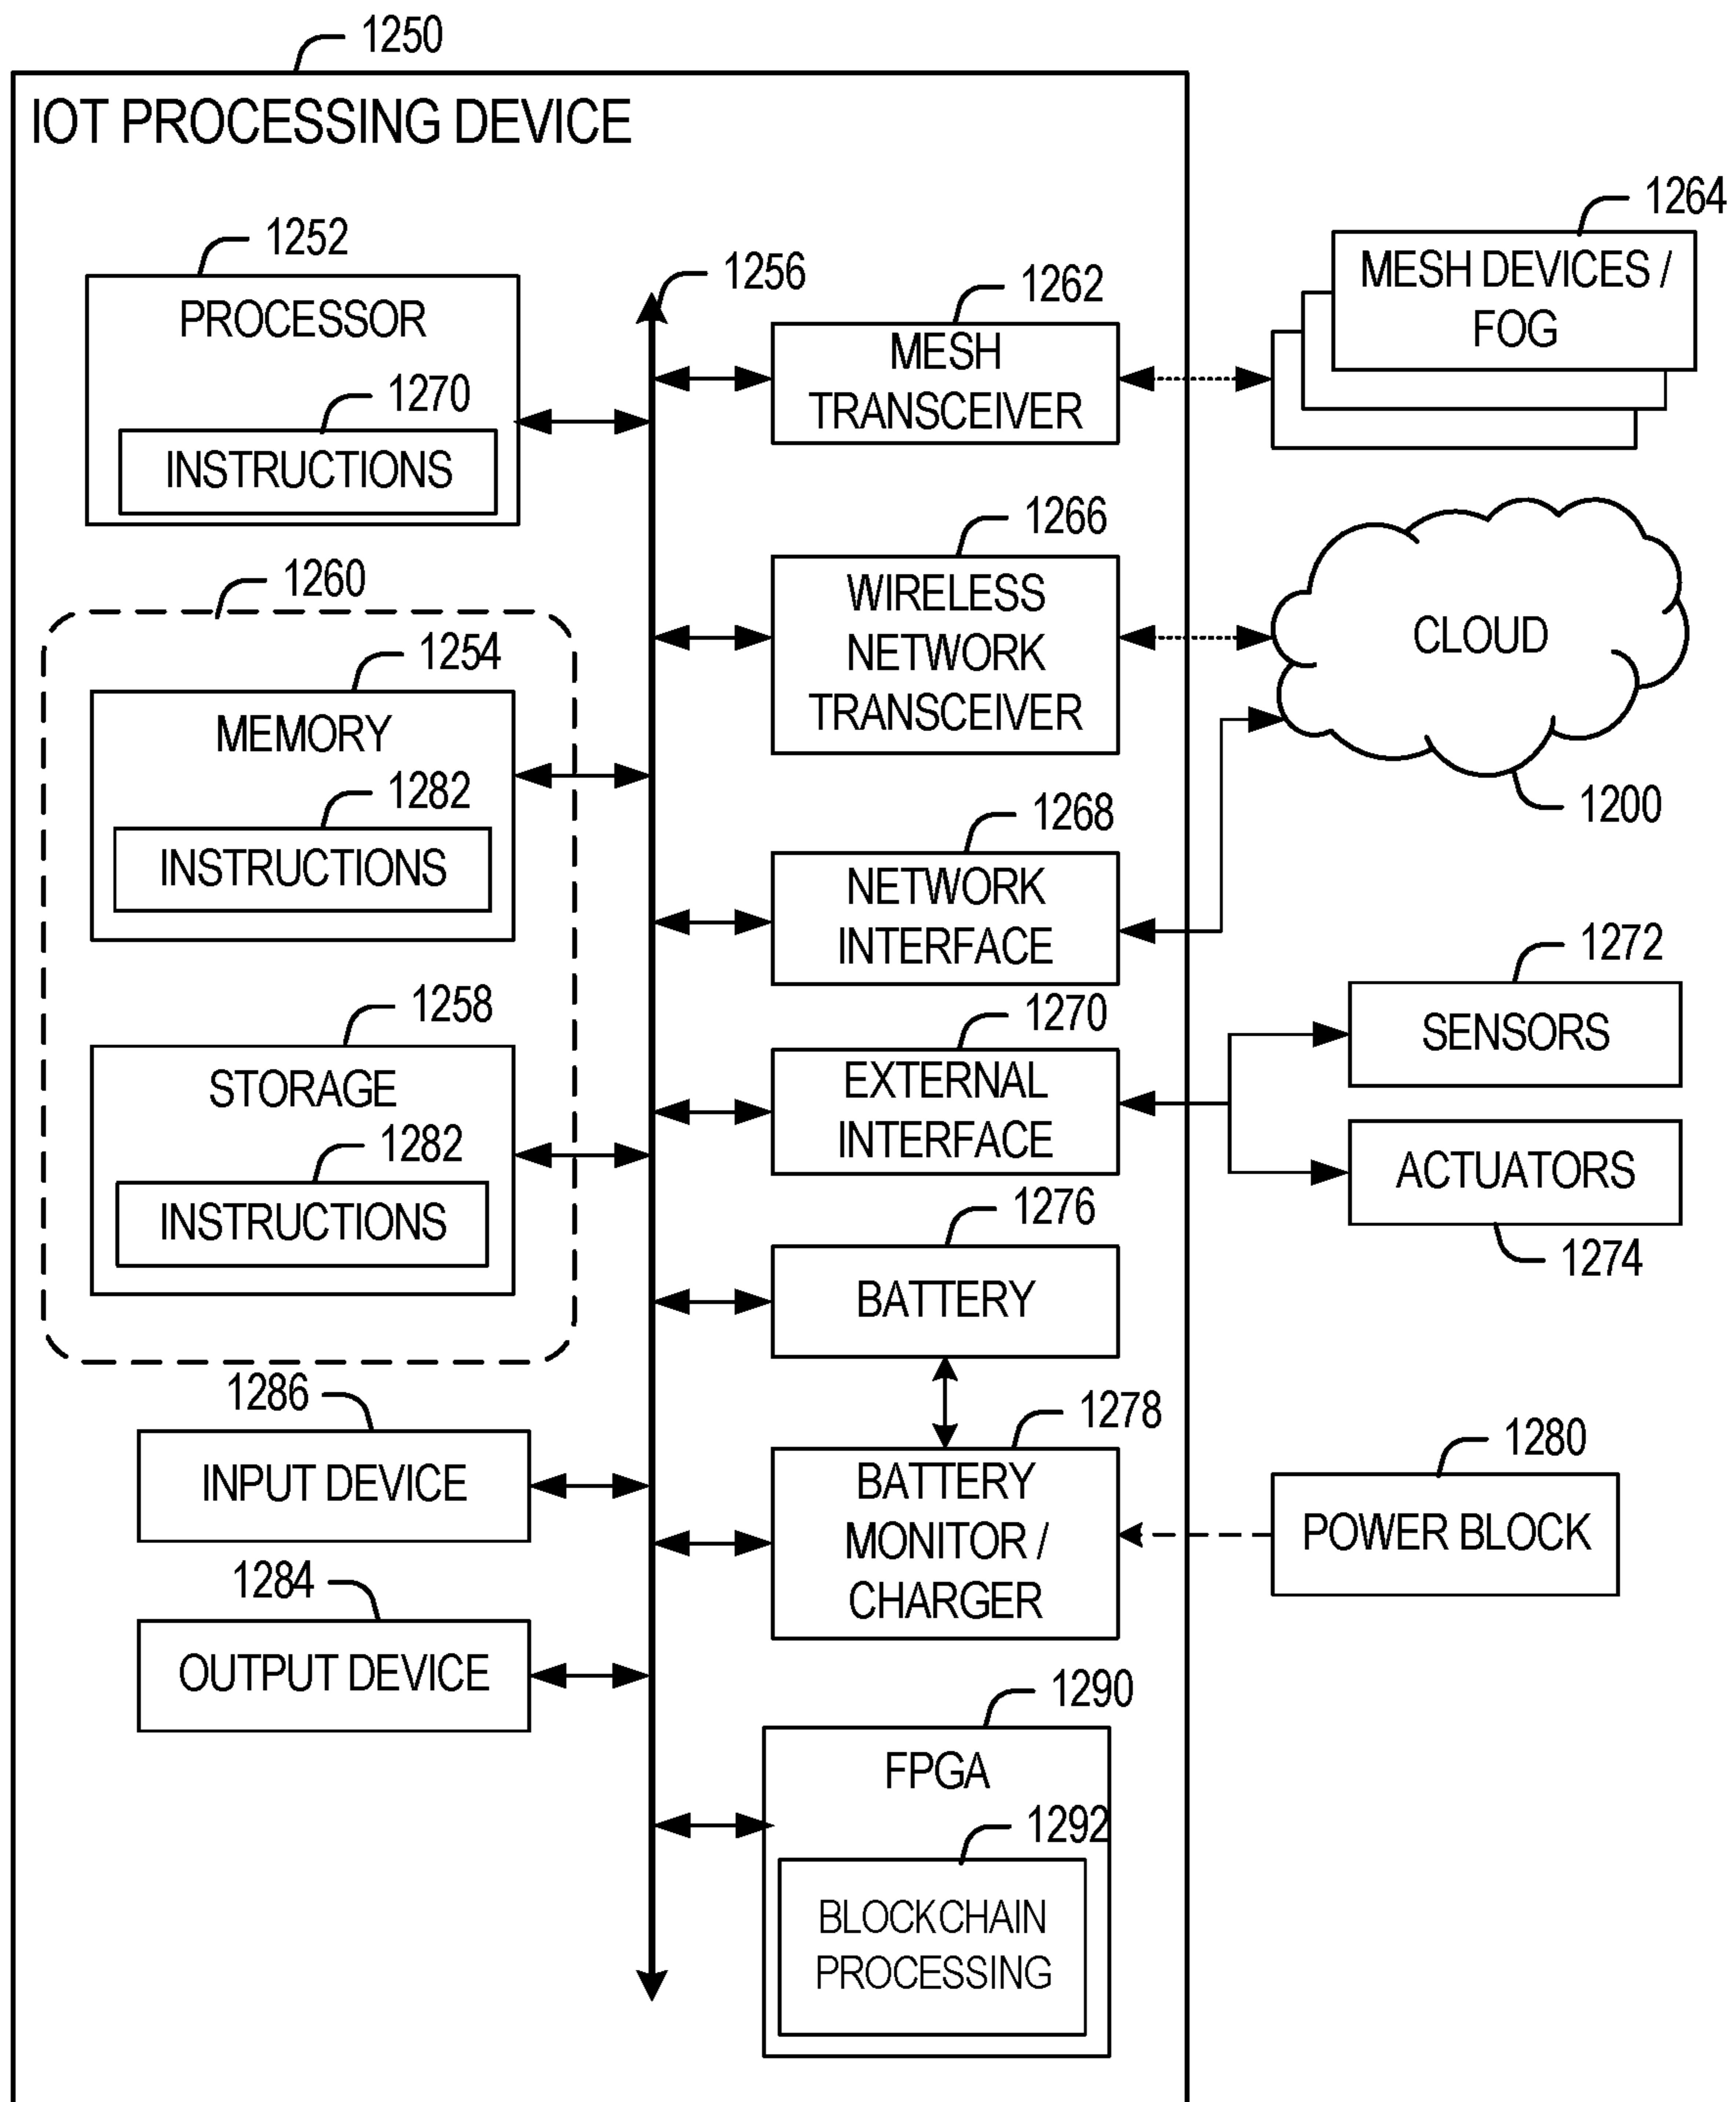 1250
IOT PROCESSING DEVICE
1252
PROCESSOR
1270
INSTRUCTIONS
1260
1254
MEMORY
1282
INSTRUCTIONS
1258
STORAGE
1282
INSTRUCTIONS
1286
INPUT DEVICE
1284
OUTPUT DEVICE
1256
1262
MESH
TRANSCEIVER
1266
WIRELESS
NETWORK
TRANSCEIVER
1268
NETWORK
INTERFACE
1270
EXTERNAL
INTERFACE
1276
BATTERY
1278
BATTERY
MONITOR /
CHARGER
1290
FPGA
1292
BLOCKCHAIN
PROCESSING
1264
MESH DEVICES /
FOG
CLOUD
1200
1272
SENSORS
ACTUATORS
1274
1280
POWER BLOCK